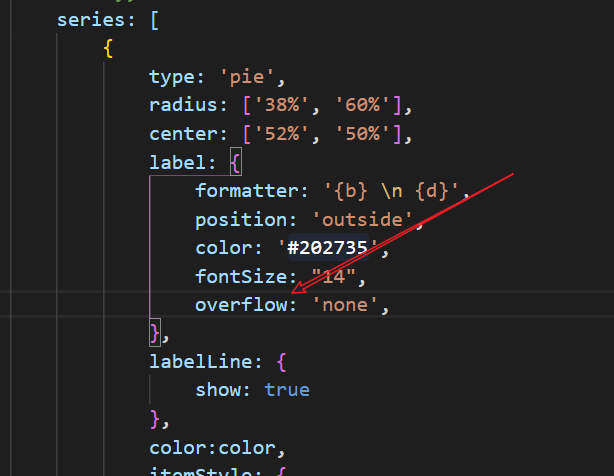 series: [
{
type: 'pie',
radius: ['38%', '60%'],
center: ['52%', '50%'],
label: {
formatter: '{b} \n {d}',
position: 'outside',
color: '#202735',
fontSize: "14",
overflow: 'none',
},
labelLine: {
show: true
},
color:color,
itemStyle: {